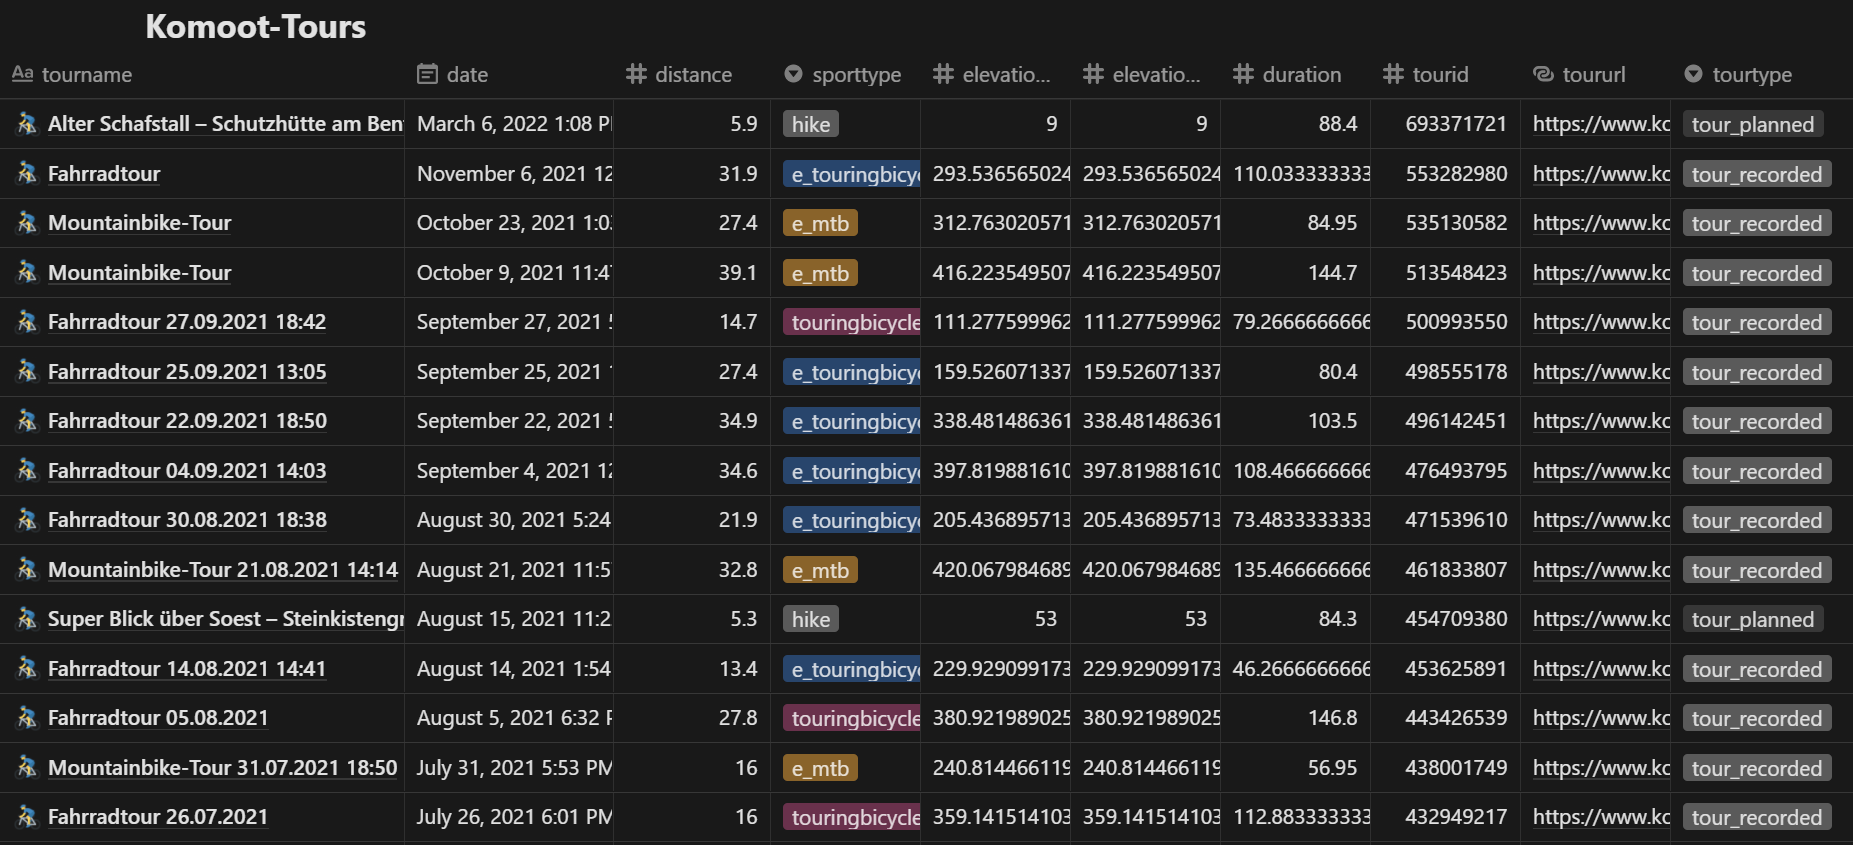 Komoot-Tours
Aa tourname date distance sporttype elevatio... elevatio... duration tourid toururl tourtype
Alter Schafstall – Schutzhütte am Ben March 6, 2022 1:08 P 5.9 hike 9 9 88.4 693371721 https://www.kc tour_planned
Fahrradtour November 6, 2021 12 31.9 e_touringbicy 293.536565024 293.536565024 110.033333333 553282980 https://www.kc tour_recorded
Mountainbike-Tour October 23, 2021 1:0 27.4 e_mtb 312.763020571 312.763020571 84.95 535130582 https://www.kc tour_recorded
Mountainbike-Tour October 9, 2021 11:4 39.1 e_mtb 416.223549507 416.223549507 144.7 513548423 https://www.kc tour_recorded
Fahrradtour 27.09.2021 18:42 September 27, 2021 5 14.7 touringbicycle 111.277599962 111.277599962 79.2666666666 500993550 https://www.kc tour_recorded
Fahrradtour 25.09.2021 13:05 September 25, 2021 27.4 e_touringbicy 159.526071337 159.526071337 80.4 498555178 https://www.kc tour_recorded
Fahrradtour 22.09.2021 18:50 September 22, 2021 5 34.9 e_touringbicy 338.481486361 338.481486361 103.5 496142451 https://www.kc tour_recorded
Fahrradtour 04.09.2021 14:03 September 4, 2021 12 34.6 e_touringbicy 397.819881610 397.819881610 108.466666666 476493795 https://www.kc tour_recorded
Fahrradtour 30.08.2021 18:38 August 30, 2021 5:24 21.9 e_touringbicy 205.436895713 205.436895713 73.4833333333 471539610 https://www.kc tour_recorded
Mountainbike-Tour 21.08.2021 14:14 August 21, 2021 11:5 32.8 e_mtb 420.067984689 420.067984689 135.466666666 461833807 https://www.kc tour_recorded
Super Blick über Soest – Steinkistengr August 15, 2021 11:2 5.3 hike 53 53 84.3 454709380 https://www.kc tour_planned
Fahrradtour 14.08.2021 14:41 August 14, 2021 1:54 13.4 e_touringbicy 229.929099173 229.929099173 46.2666666666 453625891 https://www.kc tour_recorded
Fahrradtour 05.08.2021 August 5, 2021 6:32 P 27.8 touringbicycle 380.921989025 380.921989025 146.8 443426539 https://www.kc tour_recorded
Mountainbike-Tour 31.07.2021 18:50 July 31, 2021 5:53 PM 16 e_mtb 240.814466119 240.814466119 56.95 438001749 https://www.kc tour_recorded
Fahrradtour 26.07.2021 July 26, 2021 6:01 PM 16 touringbicycle 359.141514103 359.141514103 112.883333333 432949217 https://www.kc tour_recorded